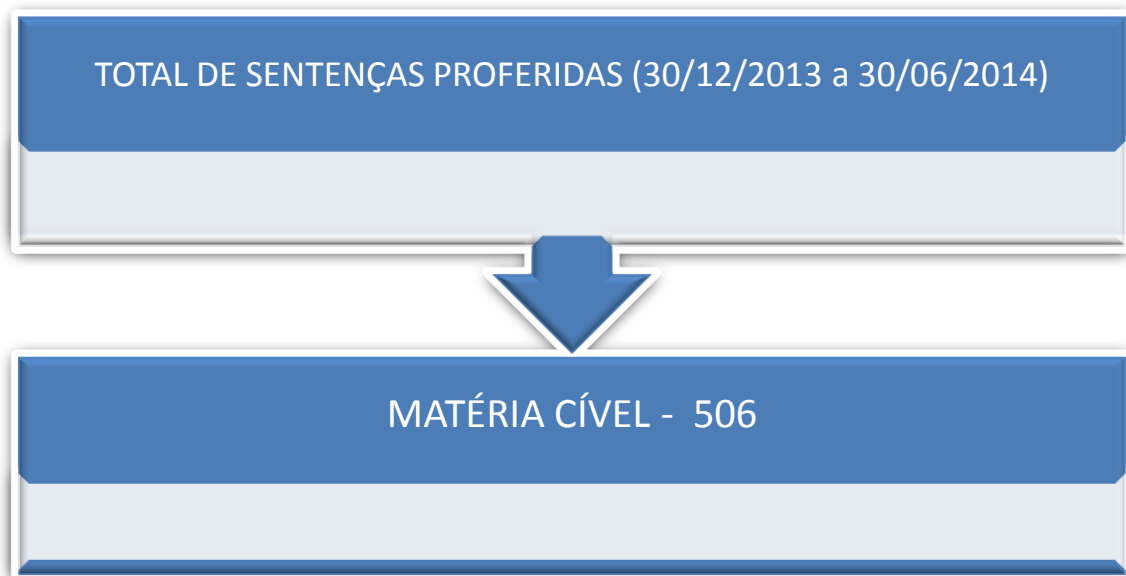 TOTAL DE SENTENÇAS PROFERIDAS (30/12/2013 a 30/06/2014)
MATÉRIA CÍVEL - 506